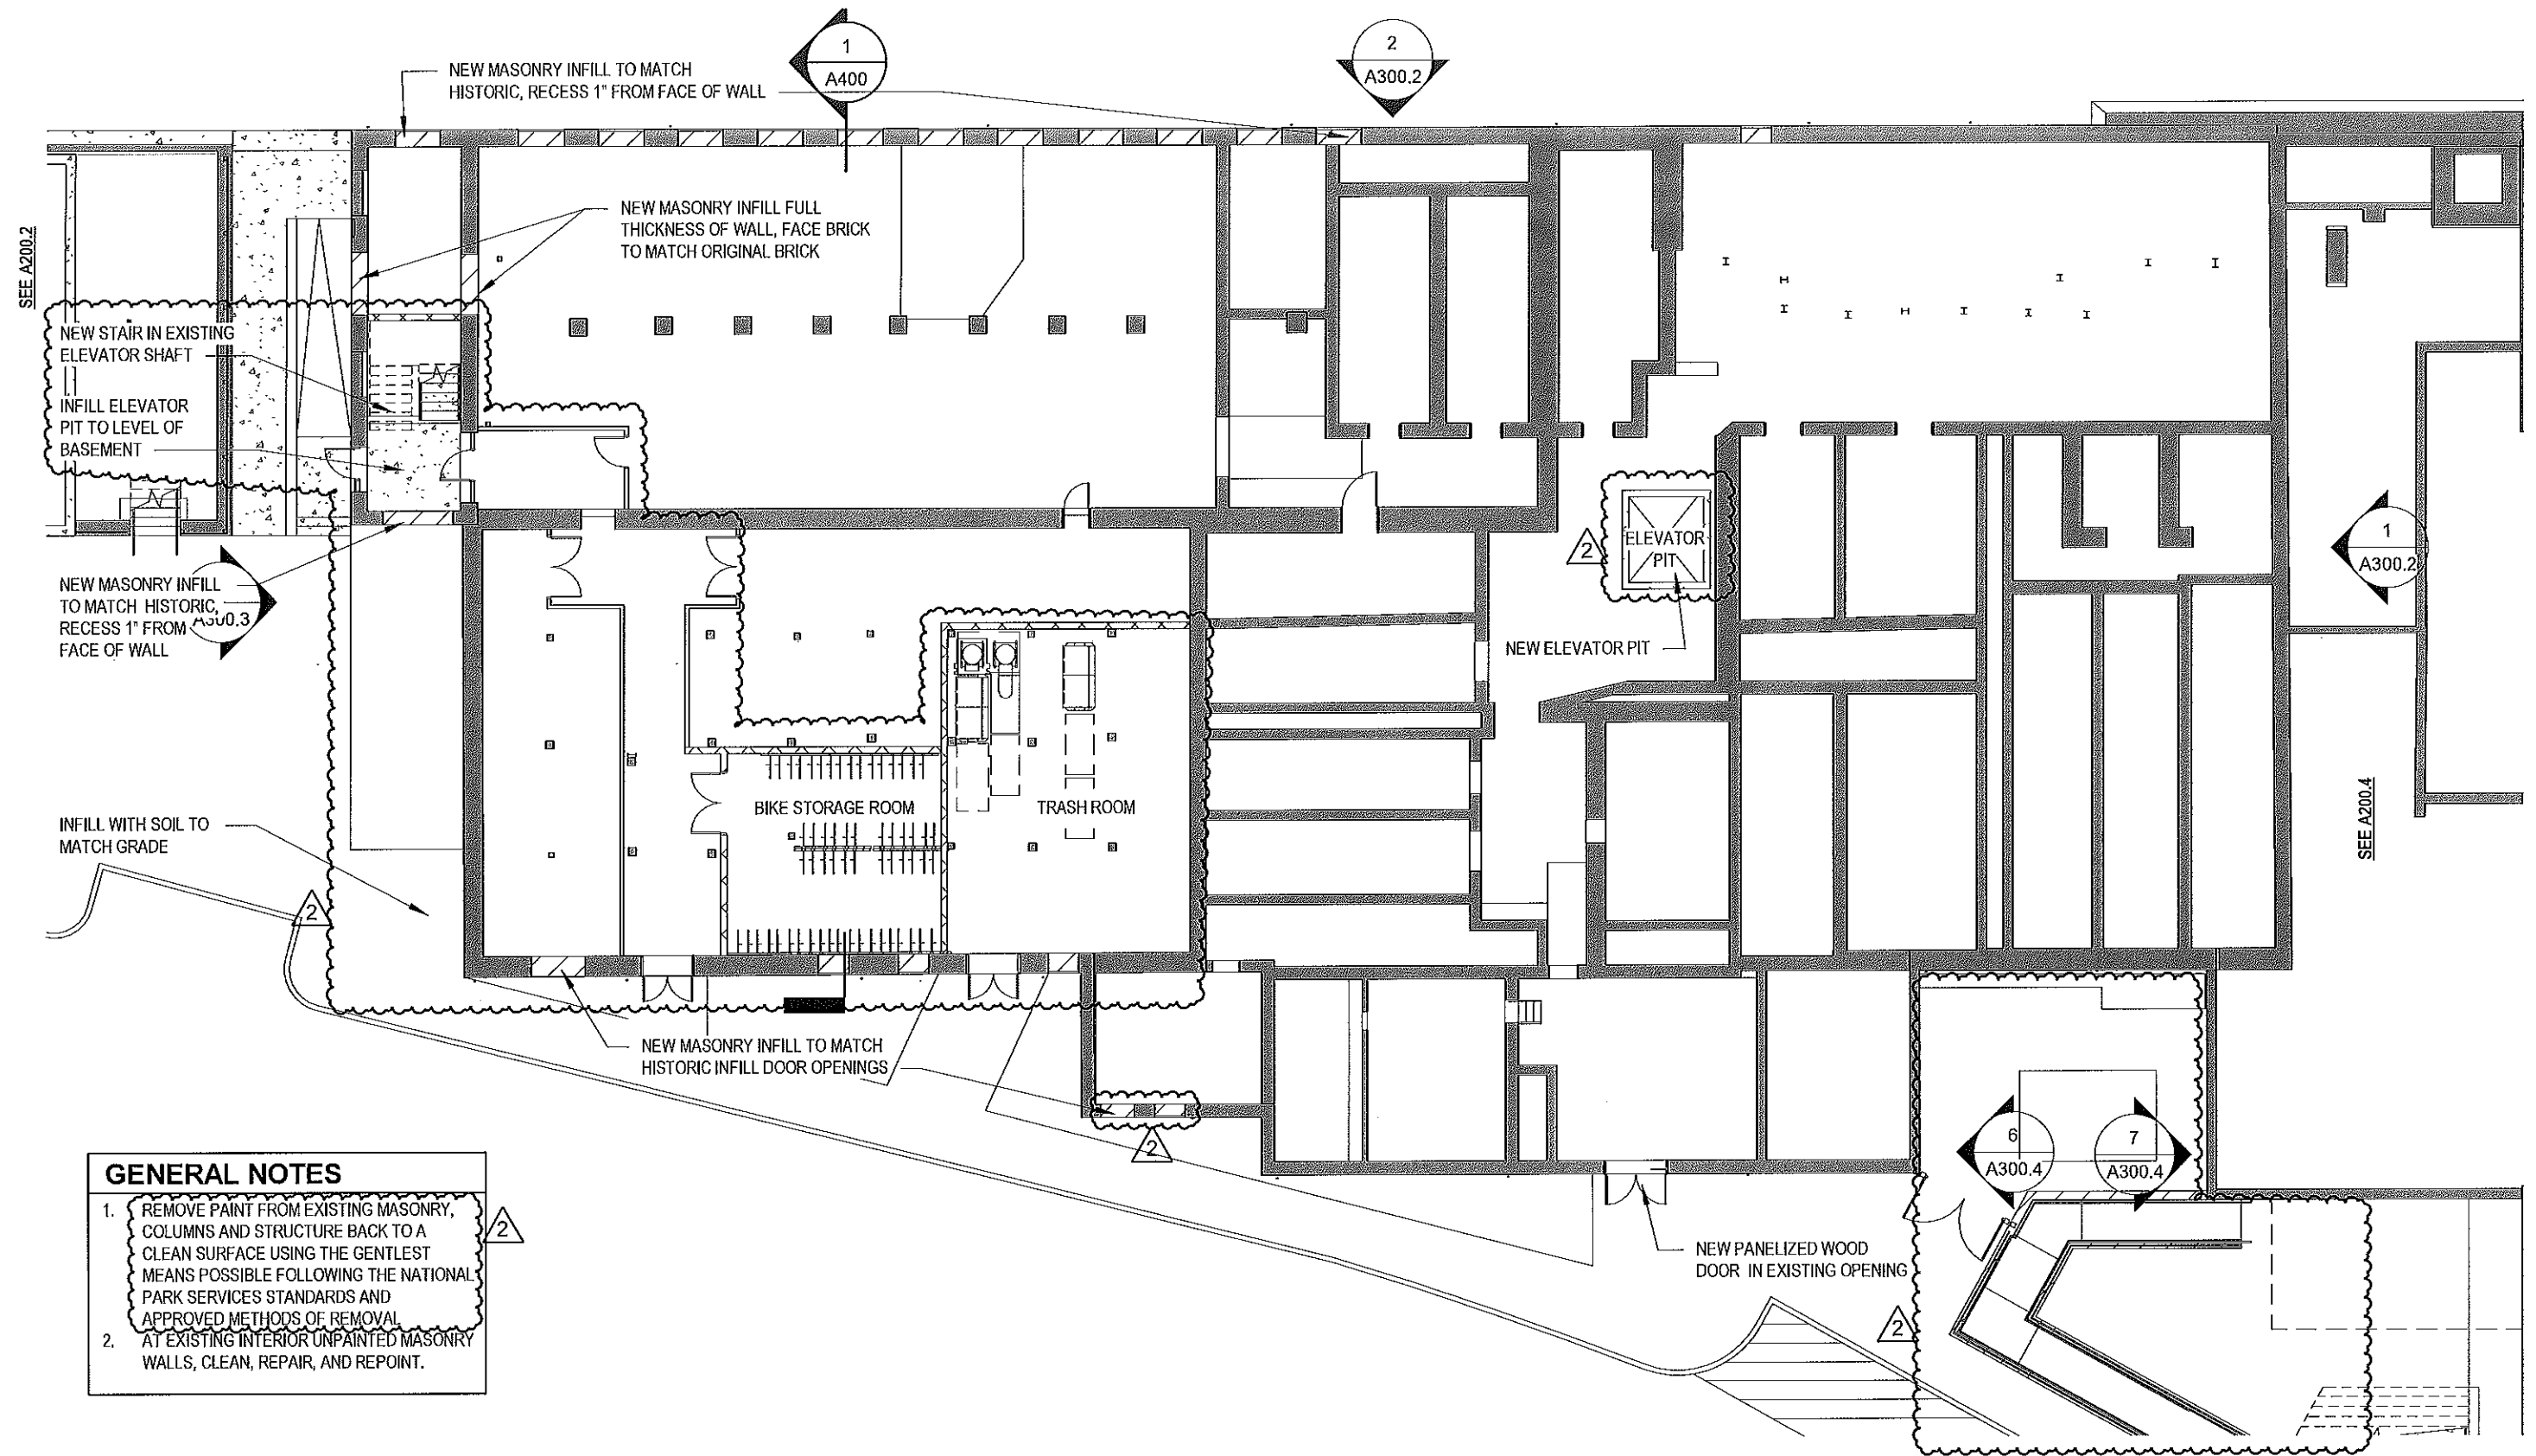 1
A400
2
A300.2
NEW MASONRY INFILL TO MATCH
HISTORIC, RECESS 1" FROM FACE OF WALL
NEW MASONRY INFILL FULL
THICKNESS OF WALL, FACE BRICK
TO MATCH ORIGINAL BRICK
SEE A200.2
NEW STAIR IN EXISTING
ELEVATOR SHAFT
INFILL ELEVATOR
PIT TO LEVEL OF
BASEMENT
NEW MASONRY INFILL
TO MATCH HISTORIC,
RECESS 1" FROM
FACE OF WALL
A300.3
2
ELEVATOR
PIT
NEW ELEVATOR PIT
1
A300.2
BIKE STORAGE ROOM
TRASH ROOM
SEE A200.4
INFILL WITH SOIL TO
MATCH GRADE
2
NEW MASONRY INFILL TO MATCH
HISTORIC INFILL DOOR OPENINGS
2
6
A300.4
7
A300.4
NEW PANELIZED WOOD
DOOR IN EXISTING OPENING
2
GENERAL NOTES
1. REMOVE PAINT FROM EXISTING MASONRY,
COLUMNS AND STRUCTURE BACK TO A
CLEAN SURFACE USING THE GENTLEST
MEANS POSSIBLE FOLLOWING THE NATIONAL
PARK SERVICES STANDARDS AND
APPROVED METHODS OF REMOVAL
2. AT EXISTING INTERIOR UNPAINTED MASONRY
WALLS, CLEAN, REPAIR, AND REPOINT.
2